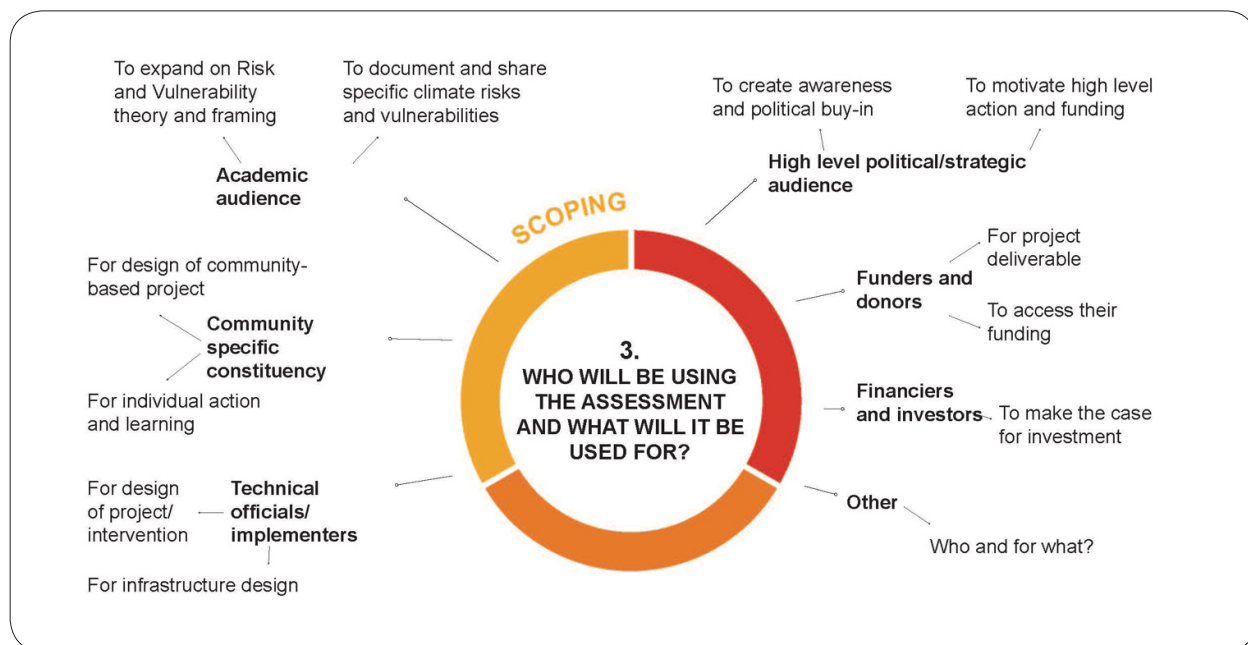 To expand on Risk
and Vulnerability
theory and framing
To document and share
specific climate risks
and vulnerabilities
Academic
audience
To create awareness
and political buy-in
To motivate high level
action and funding
High level political/strategic
audience
SCOPING
For design of community-
based project
Community
specific
constituency
For individual action
and learning
For project
deliverable
Funders and
donors
To access their
funding
3.
WHO WILL BE USING
THE ASSESSMENT
AND WHAT WILL IT BE
USED FOR?
Financiers
and investors
To make the case
for investment
For design
of project/
intervention
Technical
officials/
implementers
For infrastructure design
Other
Who and for what?